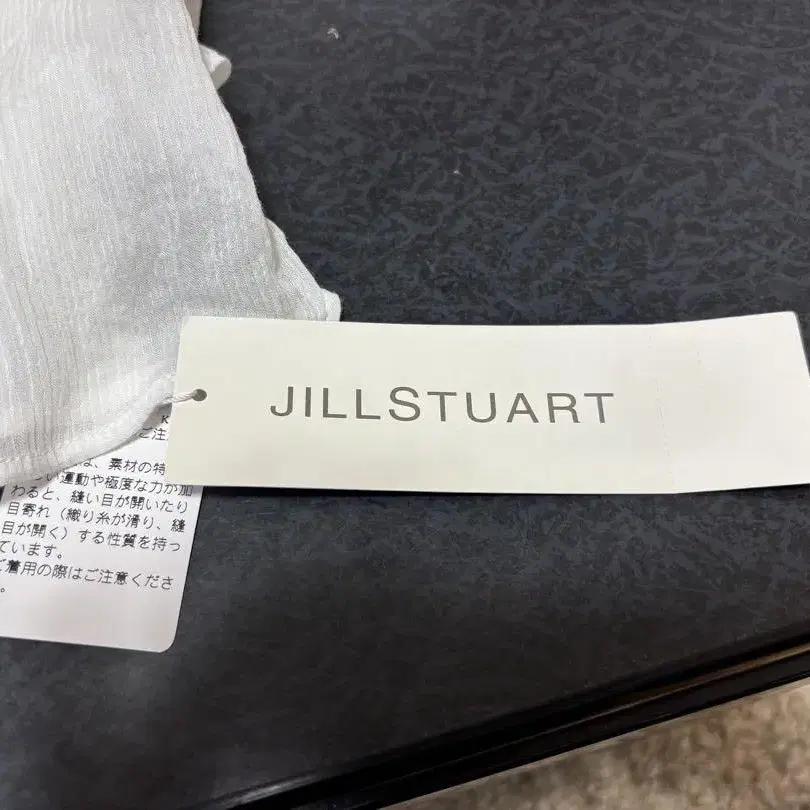 JILLSTUART
K
ご注
は、素材の特
い運動や極度な力が加
わると、縫い目が開いたり
目寄れ（織り糸が滑り、縫
目が開く）する性質を持っ
ています。
ご着用の際はご注意くださ
。